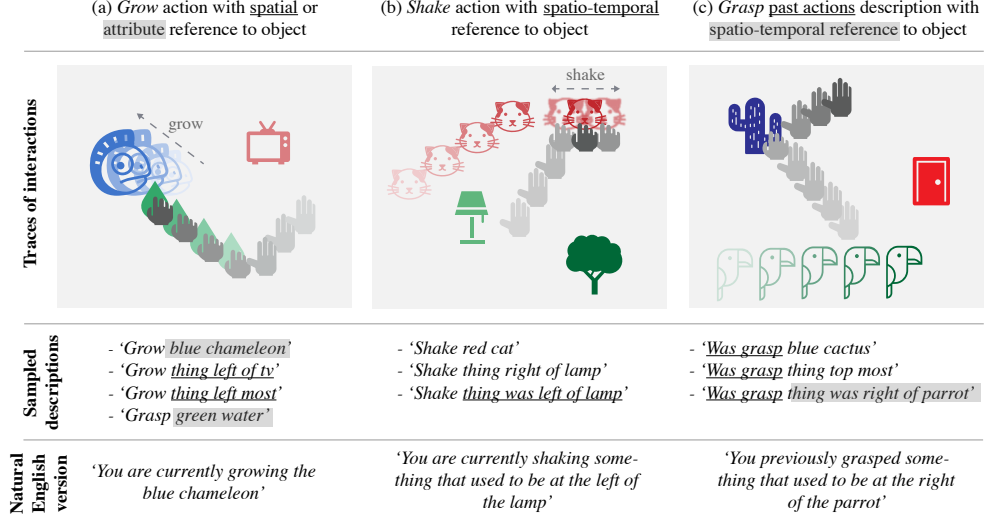 (a) Grow action with spatial or
attribute reference to object
(b) Shake action with spatio-temporal
reference to object
(c) Grasp past actions description with
spatio-temporal reference to object
Traces of interactions
grow
shake
Sampled
descriptions
- ‘Grow blue chameleon’
- ‘Grow thing left of tv’
- ‘Grow thing left most’
- ‘Grasp green water’
- ‘Shake red cat’
- ‘Shake thing right of lamp’
- ‘Shake thing was left of lamp’
- ‘Was grasp blue cactus’
- ‘Was grasp thing top most’
- ‘Was grasp thing was right of parrot’
Natural
English
version
‘You are currently growing the
blue chameleon’
‘You are currently shaking some-
thing that used to be at the left of
the lamp’
‘You previously grasped some-
thing that used to be at the right
of the parrot’